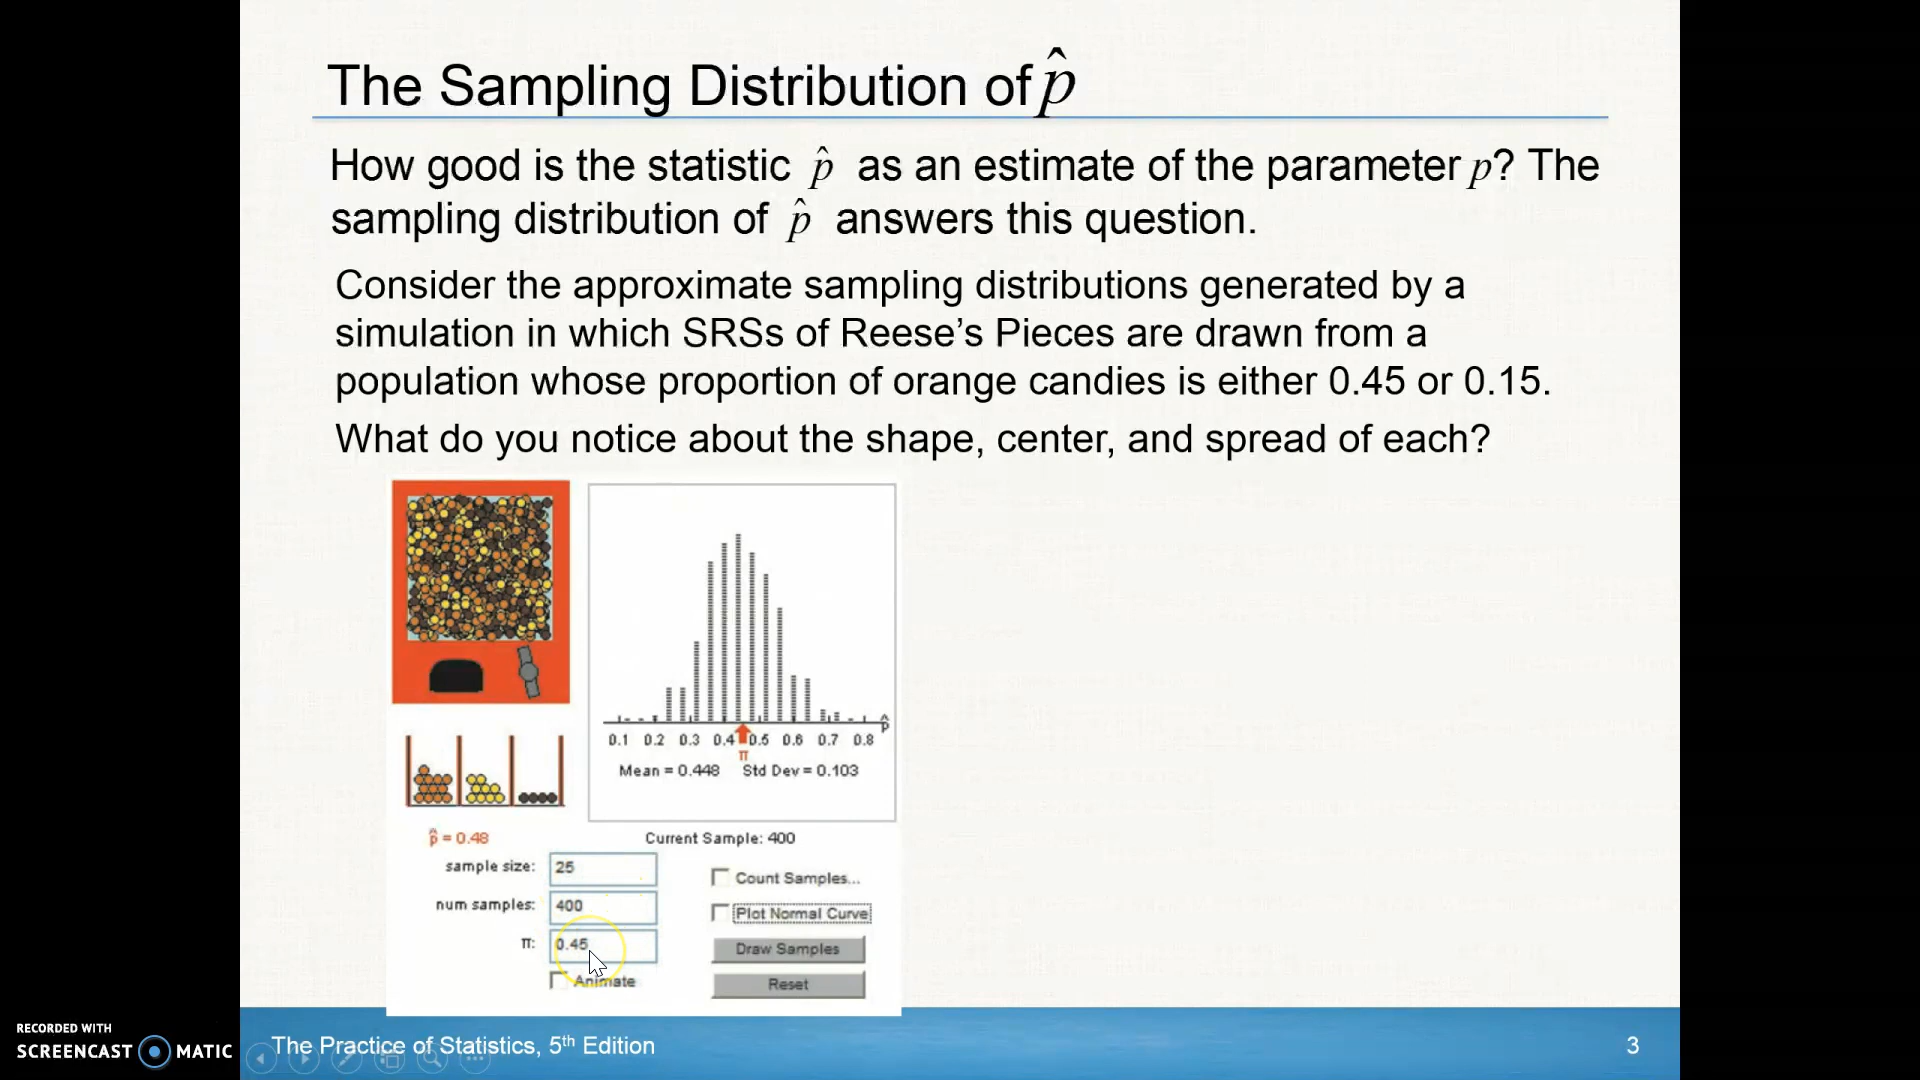 The Sampling Distribution of p̂
How good is the statistic p̂ as an estimate of the parameter p? The
sampling distribution of p̂ answers this question.
Consider the approximate sampling distributions generated by a
simulation in which SRSs of Reese’s Pieces are drawn from a
population whose proportion of orange candies is either 0.45 or 0.15.
What do you notice about the shape, center, and spread of each?
p̂
0.1 0.2 0.3 0.4 0.5 0.6 0.7 0.8
π
Mean = 0.448 Std Dev = 0.103
p̂ = 0.48
Current Sample: 400
sample size: 25
Count Samples...
num samples: 400
Plot Normal Curve
π: 0.45
Draw Samples
Animate
Reset
RECORDED WITH
SCREENCAST MATIC
The Practice of Statistics, 5th Edition
3